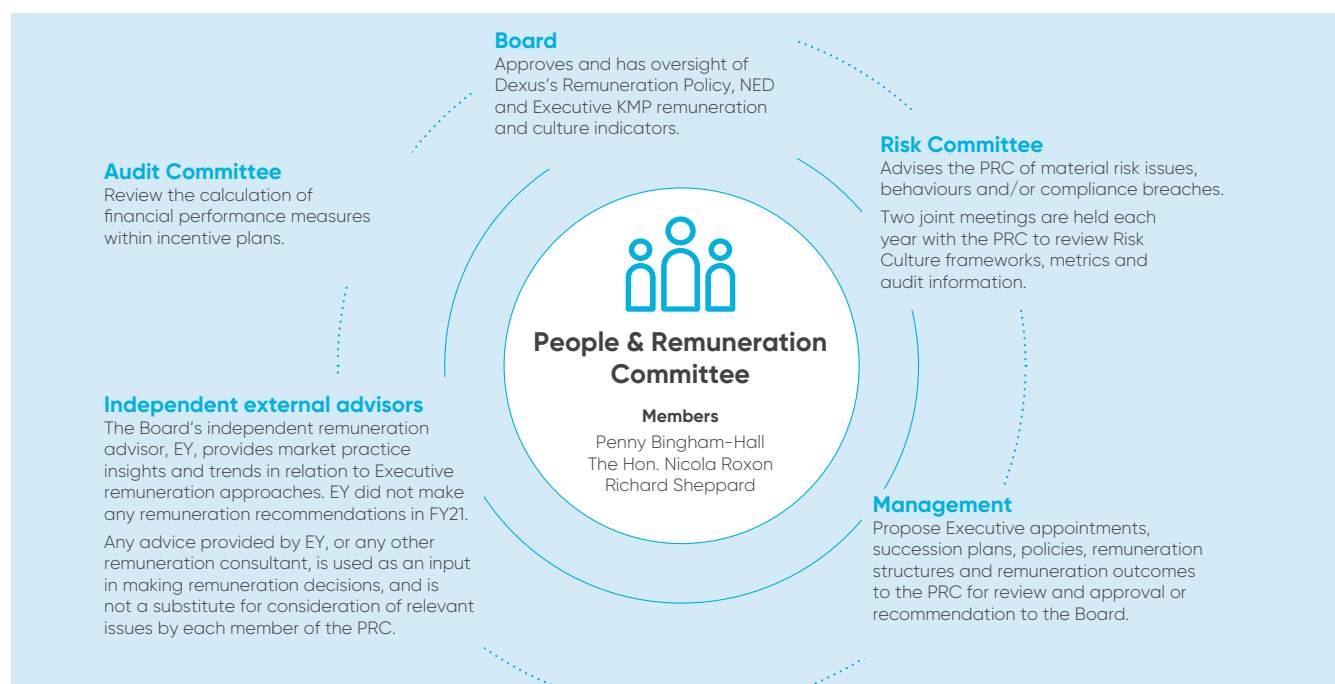 Board
Approves and has oversight of
Dexus's Remuneration Policy, NED
and Executive KMP remuneration
and culture indicators.
Audit Committee
Review the calculation of
financial performance measures
within incentive plans.
Risk Committee
Advises the PRC of material risk issues,
behaviours and/or compliance breaches.
Two joint meetings are held each
year with the PRC to review Risk
Culture frameworks, metrics and
audit information.
People & Remuneration
Committee
Members
Penny Bingham-Hall
The Hon. Nicola Roxon
Richard Sheppard
Independent external advisors
The Board's independent remuneration
advisor, EY, provides market practice
insights and trends in relation to Executive
remuneration approaches. EY did not make
any remuneration recommendations in FY21.
Any advice provided by EY, or any other
remuneration consultant, is used as an input
in making remuneration decisions, and is
not a substitute for consideration of relevant
issues by each member of the PRC.
Management
Propose Executive appointments,
succession plans, policies, remuneration
structures and remuneration outcomes
to the PRC for review and approval or
recommendation to the Board.